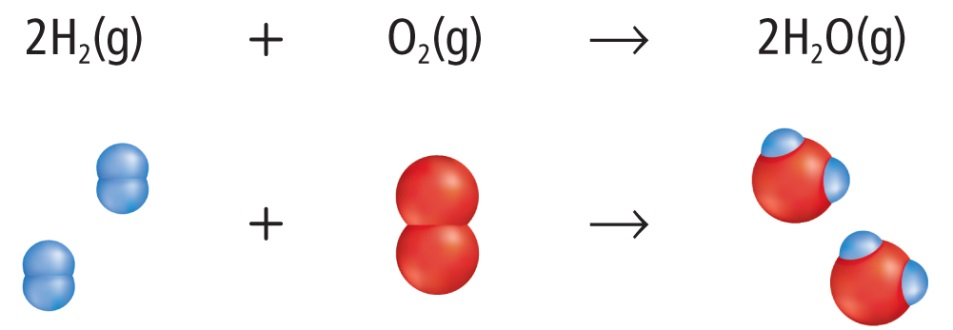 2H₂(g) + O₂(g) → 2H₂O(g)
+ →